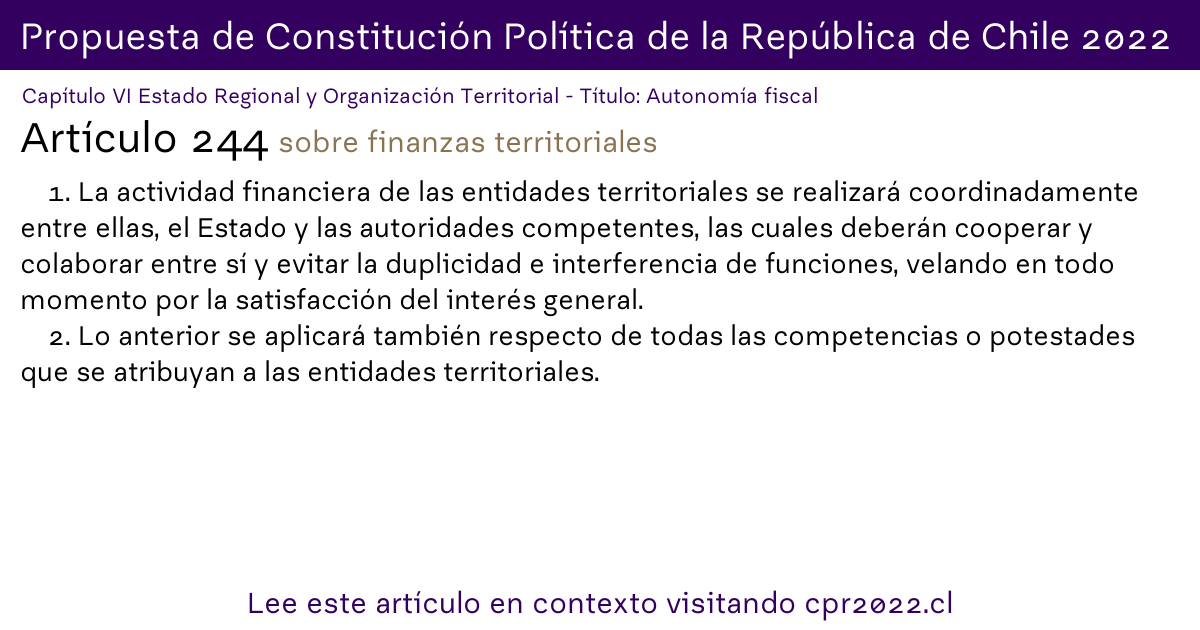 Propuesta de Constitución Política de la República de Chile 2022
Capítulo VI Estado Regional y Organización Territorial - Título: Autonomía fiscal
Artículo 244 sobre finanzas territoriales
1. La actividad financiera de las entidades territoriales se realizará coordinadamente
entre ellas, el Estado y las autoridades competentes, las cuales deberán cooperar y
colaborar entre sí y evitar la duplicidad e interferencia de funciones, velando en todo
momento por la satisfacción del interés general.
2. Lo anterior se aplicará también respecto de todas las competencias o potestades
que se atribuyan a las entidades territoriales.
Lee este artículo en contexto visitando cpr2022.cl